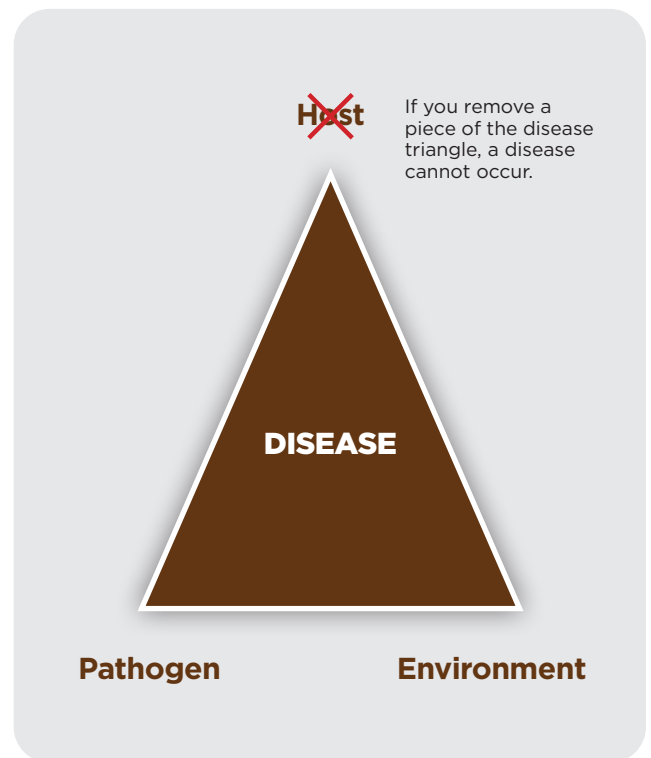 Host
If you remove a
piece of the disease
triangle, a disease
cannot occur.
DISEASE
Pathogen
Environment